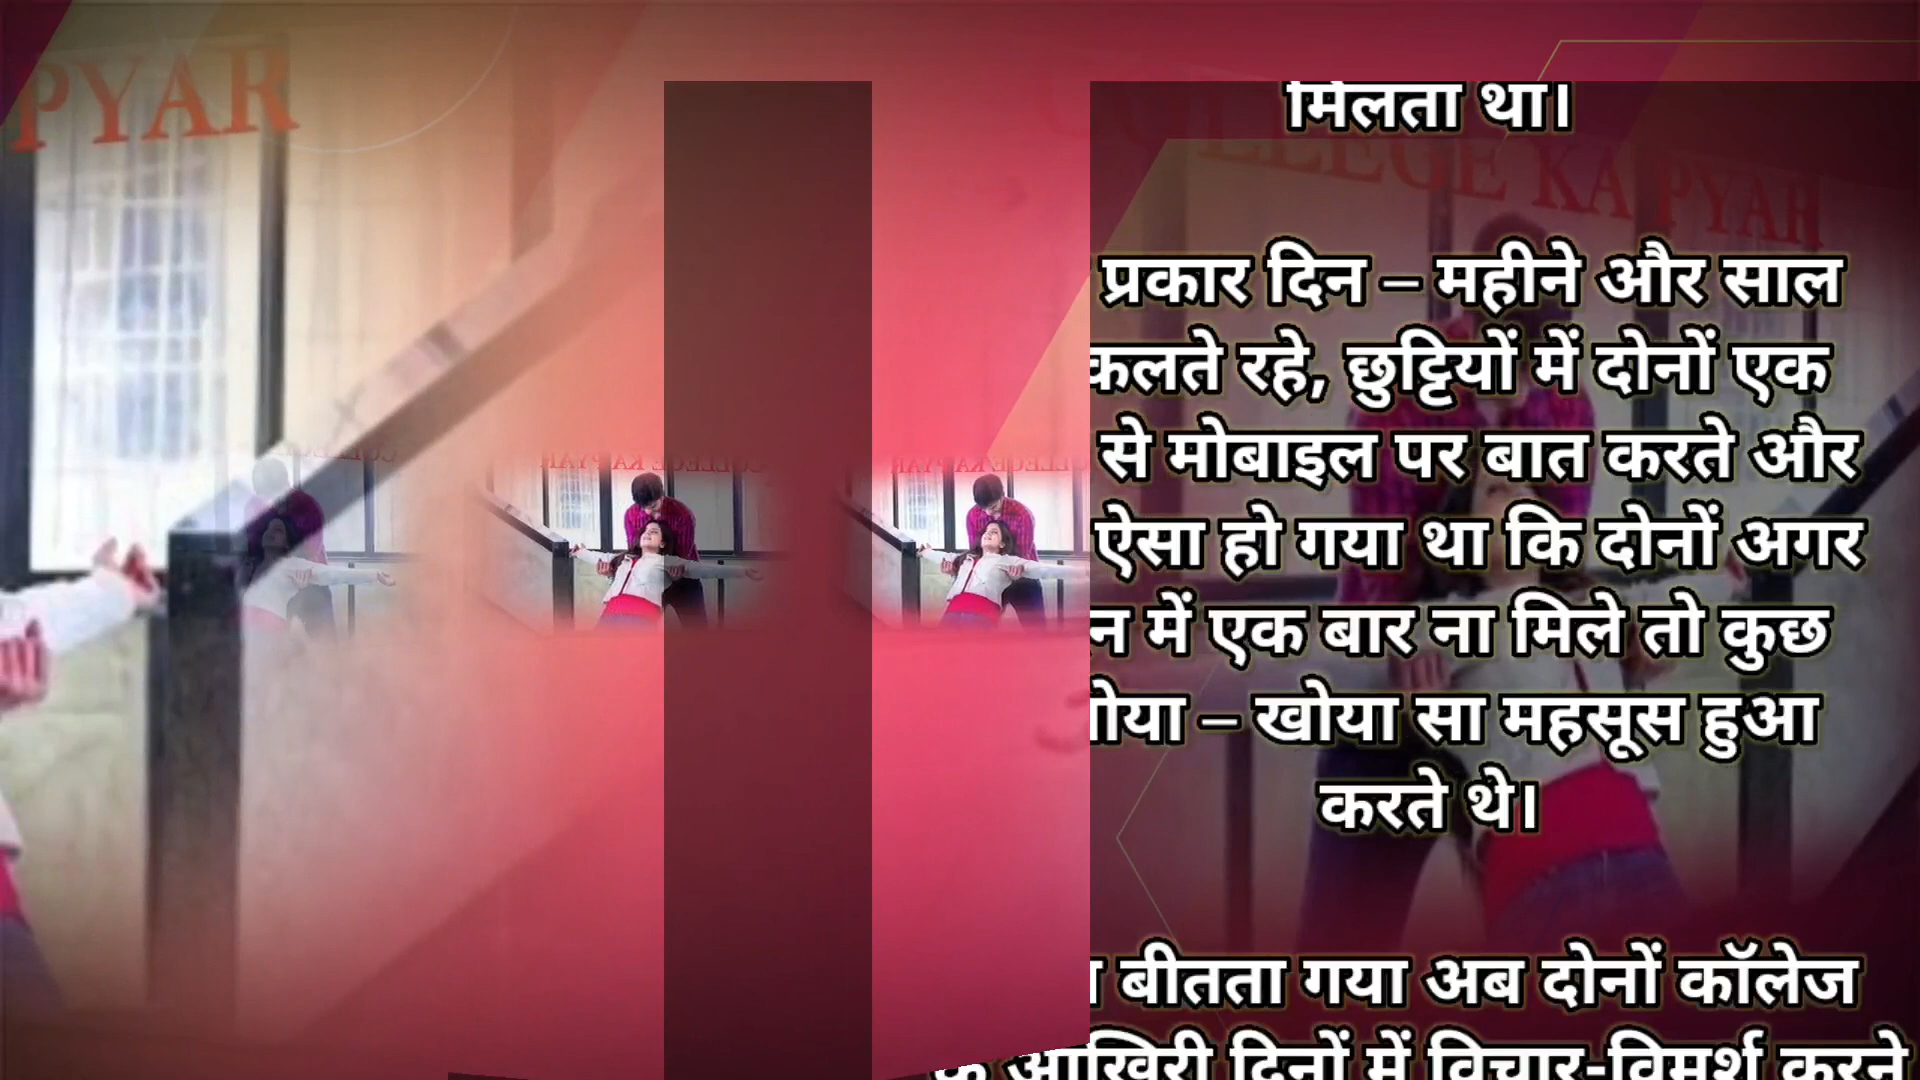 PYAR
मिलता था।
COLLEGE KA PYAR
प्रकार दिन – महीने और साल
रहे, छुट्टियों में दोनों एक
से मोबाइल पर बात करते और
ऐसा हो गया था कि दोनों अगर
में एक बार ना मिले तो कुछ
– खोया सा महसूस हुआ
करते थे।
बीतता गया अब दोनों कॉलेज
के आखिरी दिनों में विचार-विमर्श करने